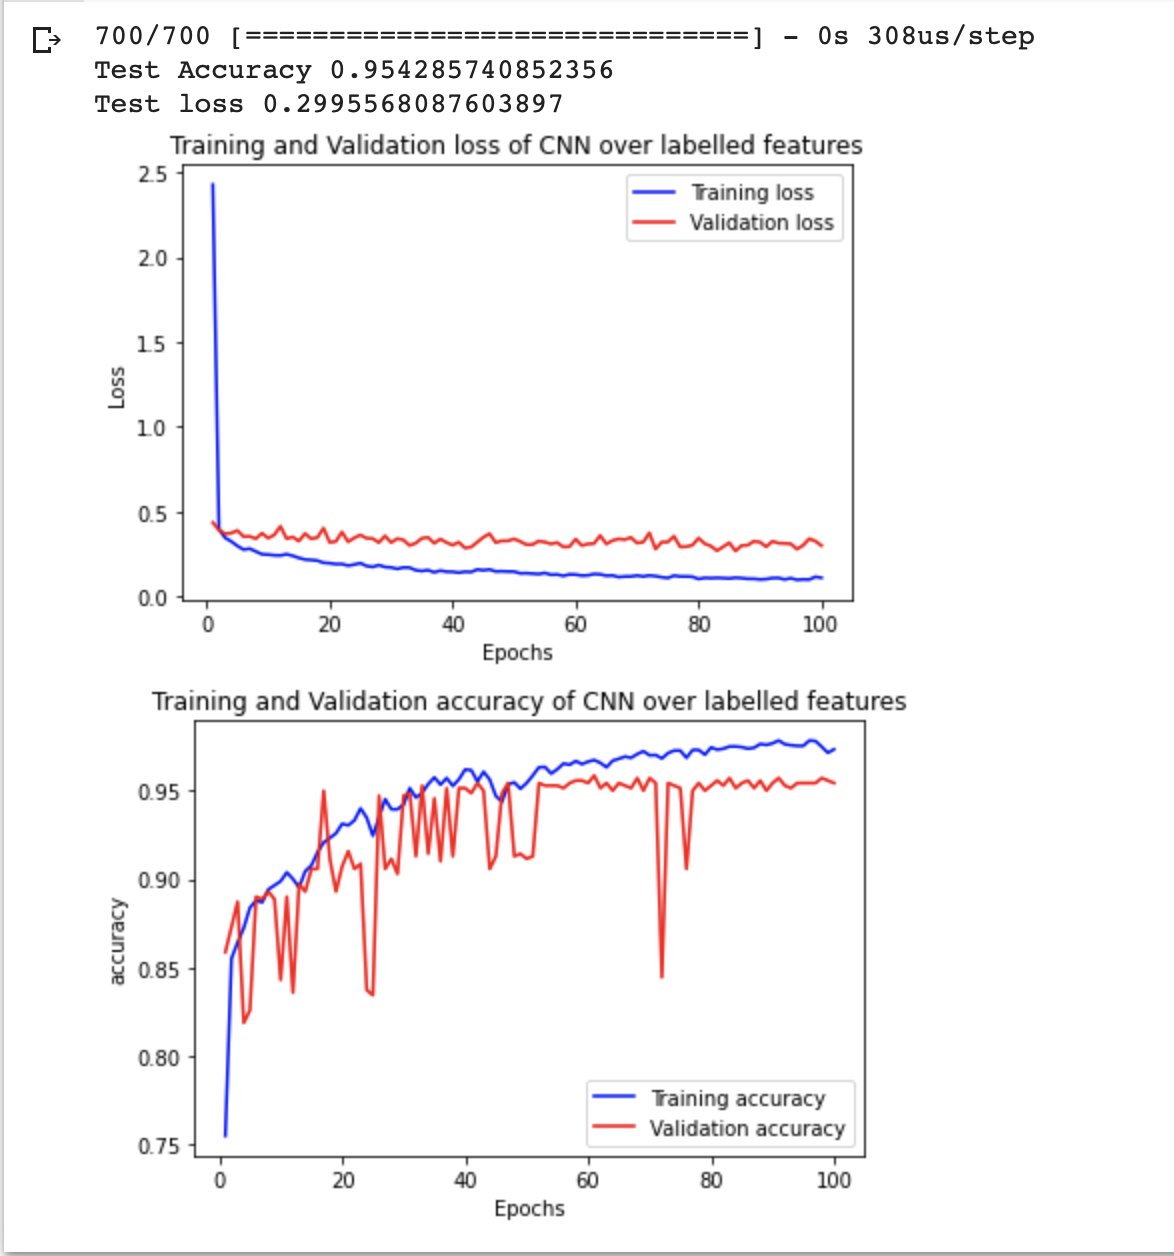 700/700 [==============================] - 0s 308us/step
Test Accuracy 0.954285740852356
Test loss 0.2995568087603897
Training and Validation loss of CNN over labelled features
2.5
2.0
1.5
1.0
0.5
0.0
Loss
Training loss
Validation loss
0 20 40 60 80 100
Epochs
Training and Validation accuracy of CNN over labelled features
0.95
0.90
0.85
0.80
0.75
accuracy
Training accuracy
Validation accuracy
0 20 40 60 80 100
Epochs